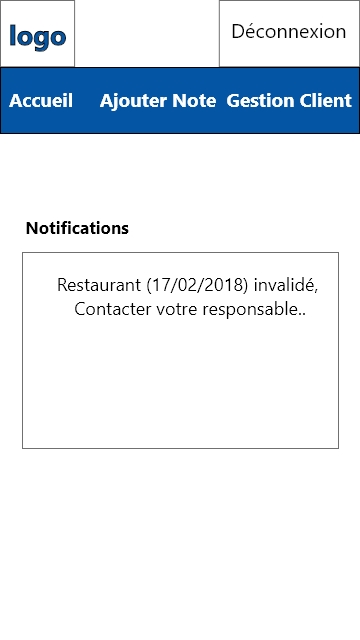 logo
Déconnexion
Accueil Ajouter Note Gestion Client
Notifications
Restaurant (17/02/2018) invalidé,
Contacter votre responsable..